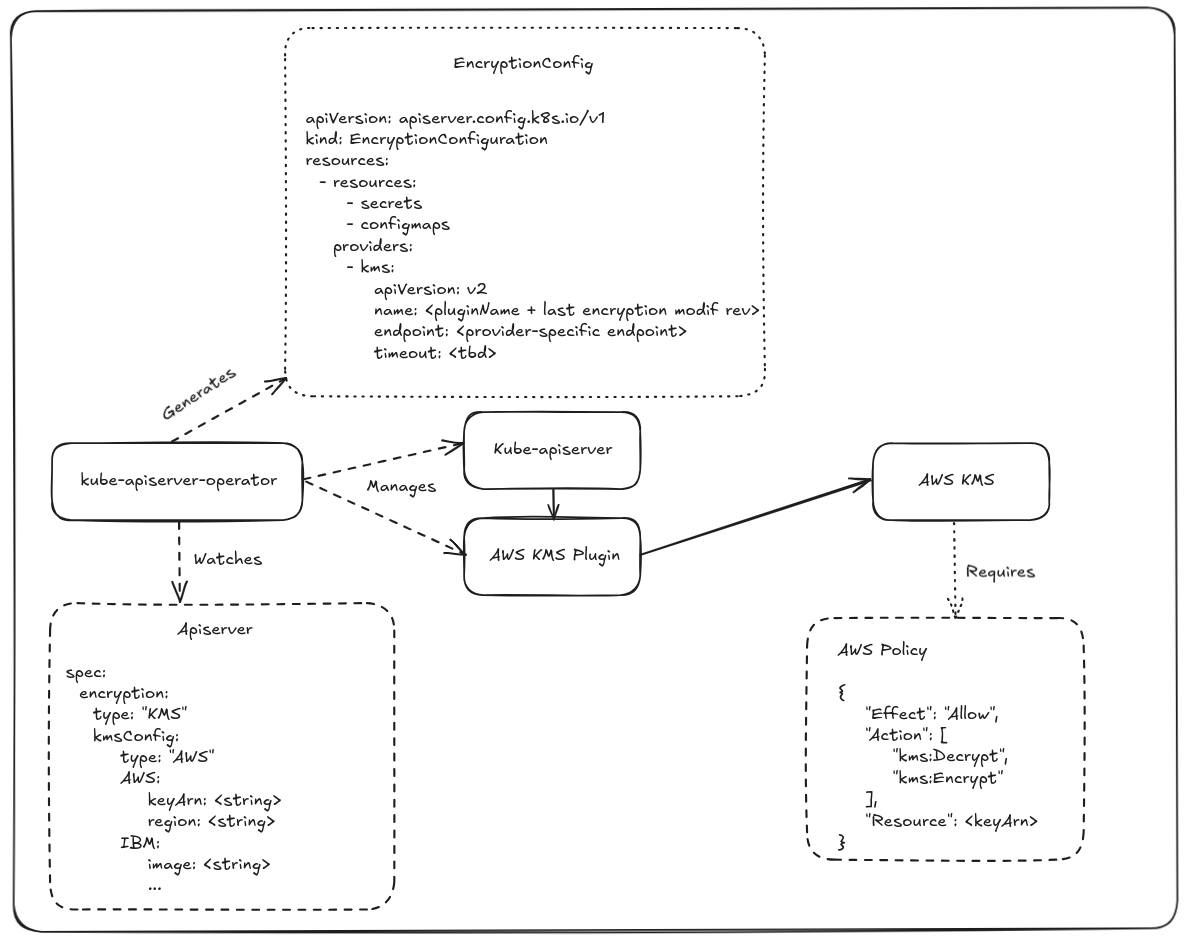 EncryptionConfig
apiVersion: apiserver.config.k8s.io/v1
kind: EncryptionConfiguration
resources:
  - resources:
      - secrets
      - configmaps
    providers:
      - kms:
          apiVersion: v2
          name: <pluginName + last encryption modif rev>
          endpoint: <provider-specific endpoint>
          timeout: <tbd>
Generates
kube-apiserver-operator
Manages
Kube-apiserver
AWS KMS Plugin
AWS KMS
Watches
Requires
Apiserver
spec:
  encryption:
    type: "KMS"
    kmsConfig:
        type: "AWS"
        AWS:
            keyArn: <string>
            region: <string>
        IBM:
            image: <string>
            ...
AWS Policy
{
    "Effect": "Allow",
    "Action": [
        "kms:Decrypt",
        "kms:Encrypt"
    ],
    "Resource": <keyArn>
}